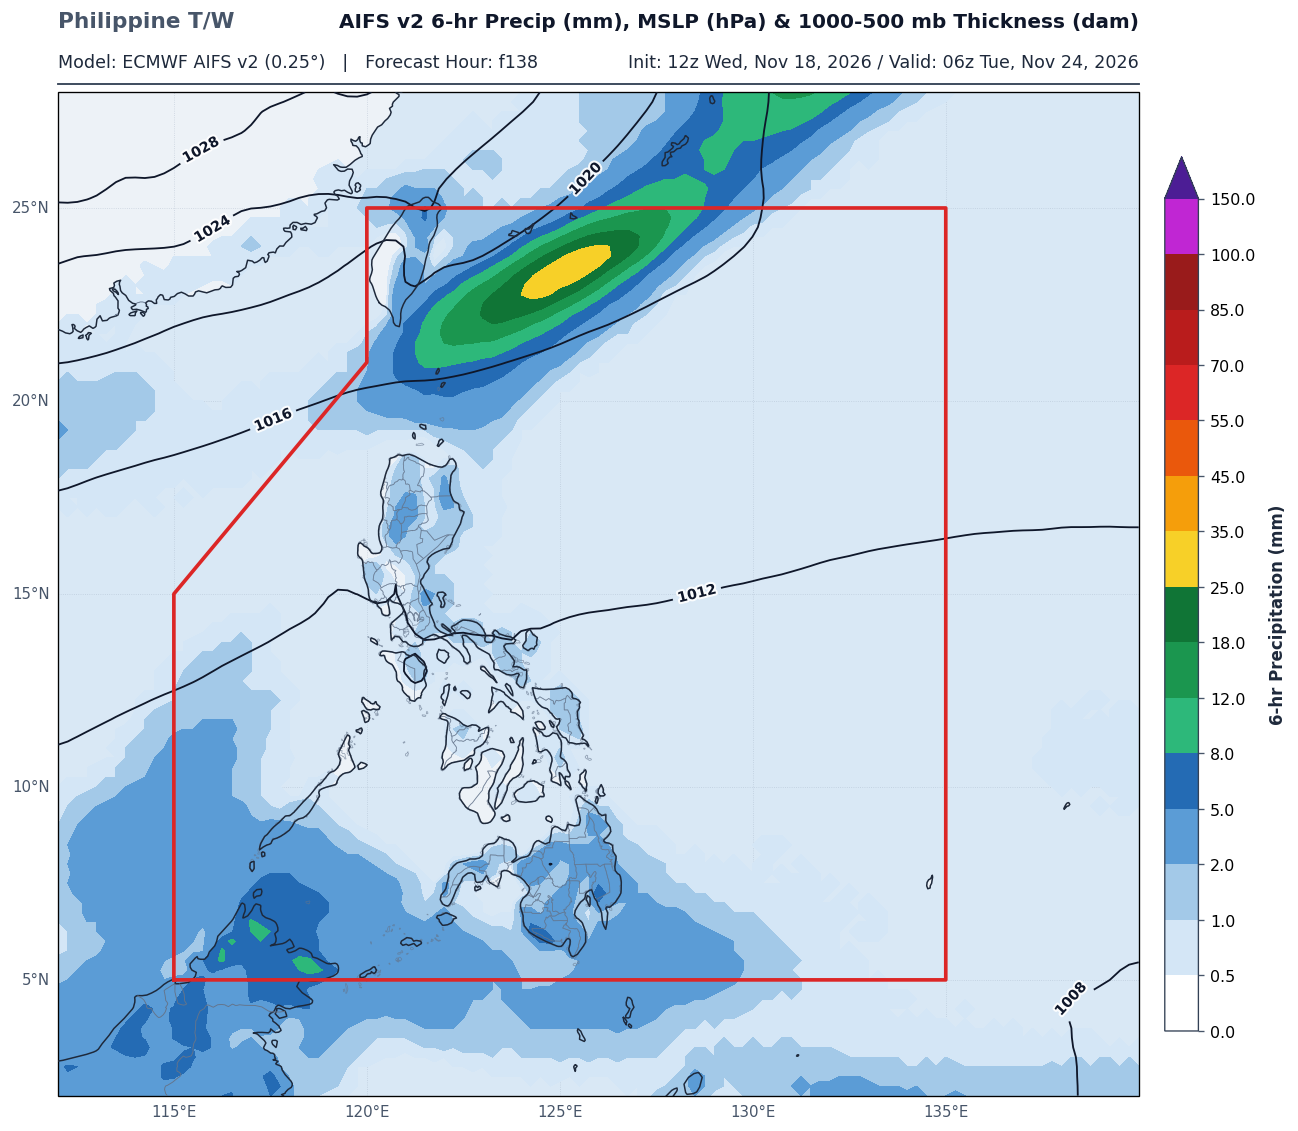 Philippine T/W
AIFS v2 6-hr Precip (mm), MSLP (hPa) & 1000-500 mb Thickness (dam)
Model: ECMWF AIFS v2 (0.25°)   |   Forecast Hour: f138
Init: 12z Wed, Nov 18, 2026 / Valid: 06z Tue, Nov 24, 2026
1028
1024
1020
1016
1012
1008
25°N
20°N
15°N
10°N
5°N
115°E
120°E
125°E
130°E
135°E
150.0
100.0
85.0
70.0
55.0
45.0
35.0
25.0
18.0
12.0
8.0
5.0
2.0
1.0
0.5
0.0
6-hr Precipitation (mm)